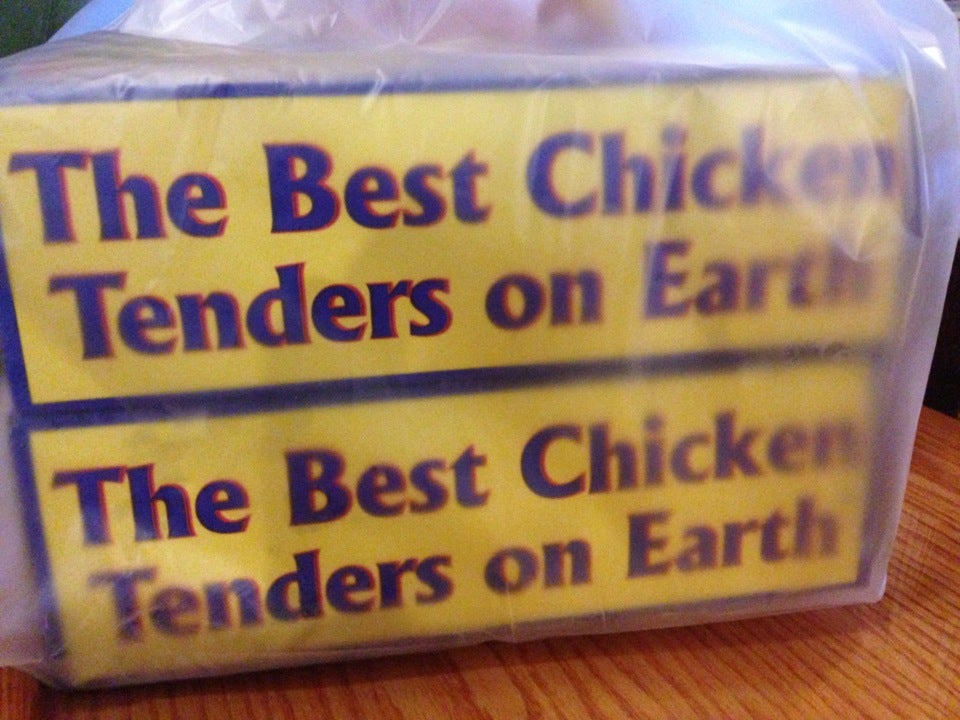 The Best Chicken
Tenders on Earth
The Best Chicken
Tenders on Earth